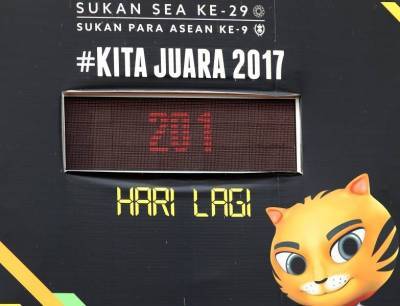 SUKAN SEA KE-29
SUKAN PARA ASEAN KE-9
#KITA JUARA 2017
201
HARI LAGI